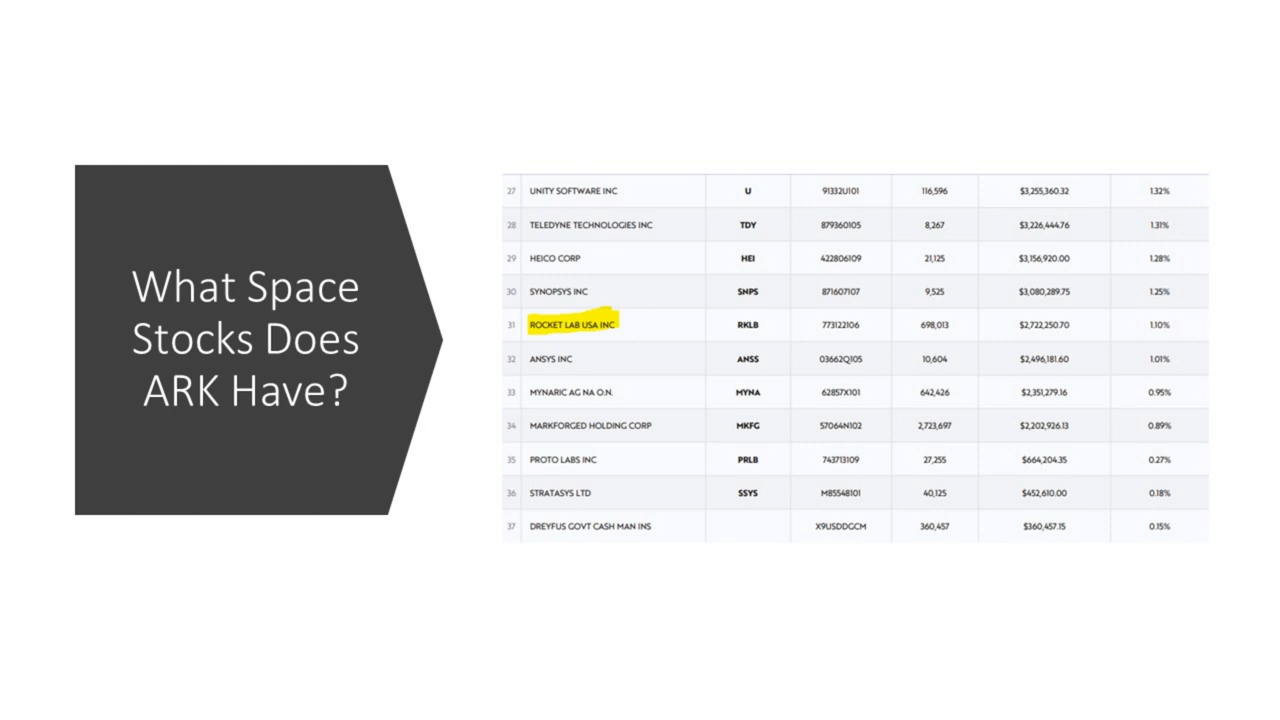 What Space
Stocks Does
ARK Have?
27 UNITY SOFTWARE INC U 91332U101 116,596 $3,255,360.32 1.32%
28 TELEDYNE TECHNOLOGIES INC TDY 879360105 8,267 $3,226,444.76 1.31%
29 HEICO CORP HEI 422806109 21,125 $3,156,920.00 1.28%
30 SYNOPSYS INC SNPS 871607107 9,525 $3,080,289.75 1.25%
31 ROCKET LAB USA INC RKLB 773122106 698,013 $2,722,250.70 1.10%
32 ANSYS INC ANSS 03662Q105 10,604 $2,496,181.60 1.01%
33 MYNARIC AG NA O.N. MYNA 62857X101 642,426 $2,351,279.16 0.95%
34 MARKFORGED HOLDING CORP MKFG 57064N102 2,723,697 $2,202,926.13 0.89%
35 PROTO LABS INC PRLB 743713109 27,255 $664,204.35 0.27%
36 STRATASYS LTD SSYS M85548101 40,125 $452,610.00 0.18%
37 DREYFUS GOVT CASH MAN INS X9USDDGCM 360,457 $360,457.15 0.15%